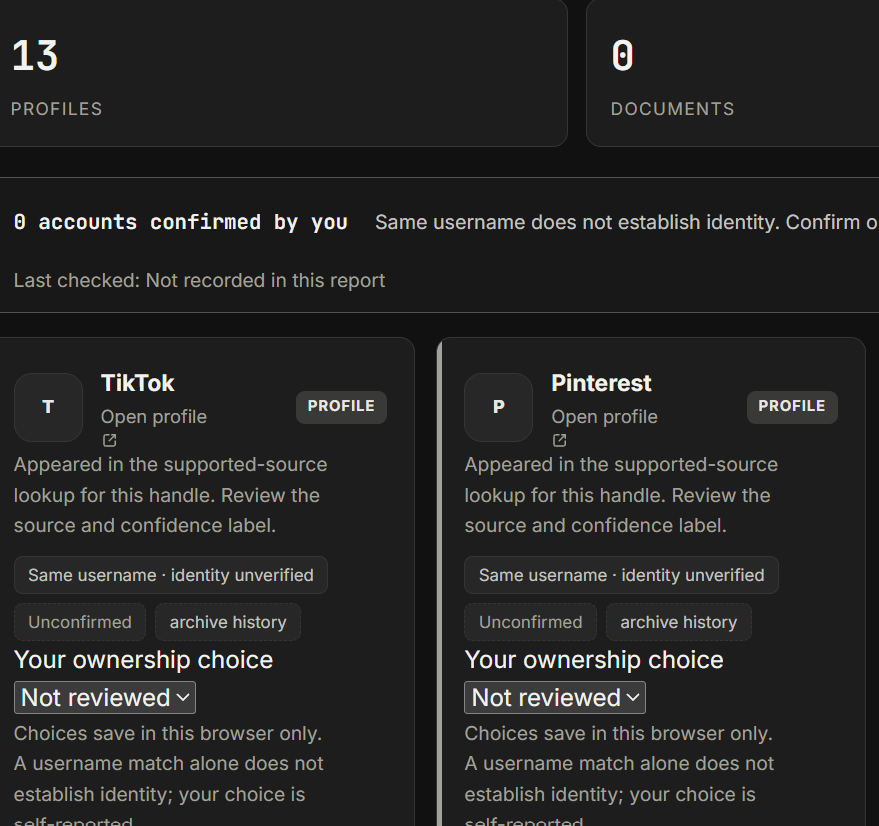 13
PROFILES
0
DOCUMENTS
0 accounts confirmed by you Same username does not establish identity. Confirm o
Last checked: Not recorded in this report
T
TikTok
Open profile
PROFILE
Appeared in the supported-source
lookup for this handle. Review the
source and confidence label.
Same username · identity unverified
Unconfirmed archive history
Your ownership choice
Not reviewed
Choices save in this browser only.
A username match alone does not
establish identity; your choice is
self-reported.
P
Pinterest
Open profile
PROFILE
Appeared in the supported-source
lookup for this handle. Review the
source and confidence label.
Same username · identity unverified
Unconfirmed archive history
Your ownership choice
Not reviewed
Choices save in this browser only.
A username match alone does not
establish identity; your choice is
self-reported.